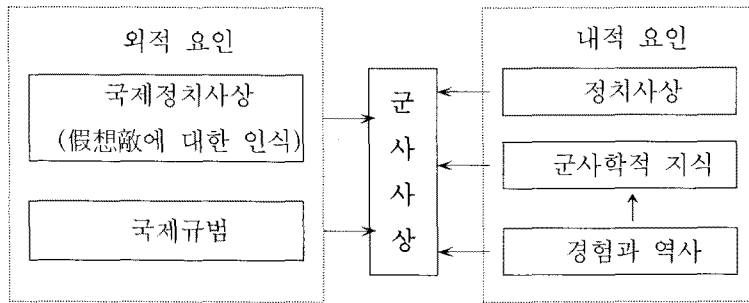 외적 요인
국제정치사상
(假想敵에 대한 인식)
국제규범
군
사
사
상
내적 요인
정치사상
군사학적 지식
경험과 역사